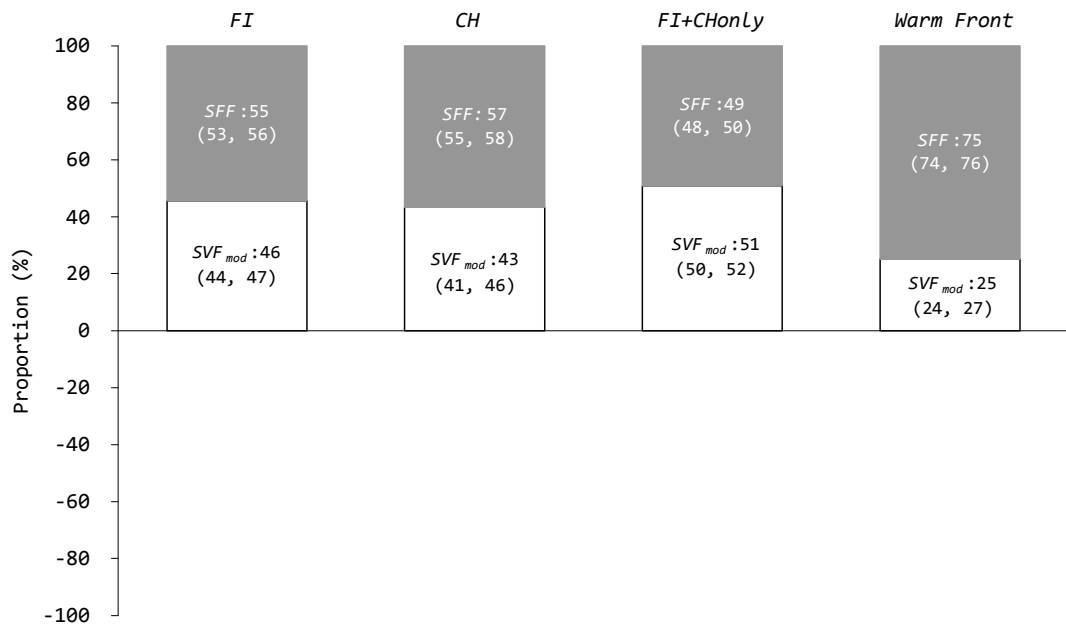 FI CH FI+CHonly Warm Front
100
80
60
40
20
0
-20
-40
-60
-80
-100
Proportion (%)
SFF:55
(53, 56)
SVFmod:46
(44, 47)
SFF:57
(55, 58)
SVFmod:43
(41, 46)
SFF:49
(48, 50)
SVFmod:51
(50, 52)
SFF:75
(74, 76)
SVFmod:25
(24, 27)